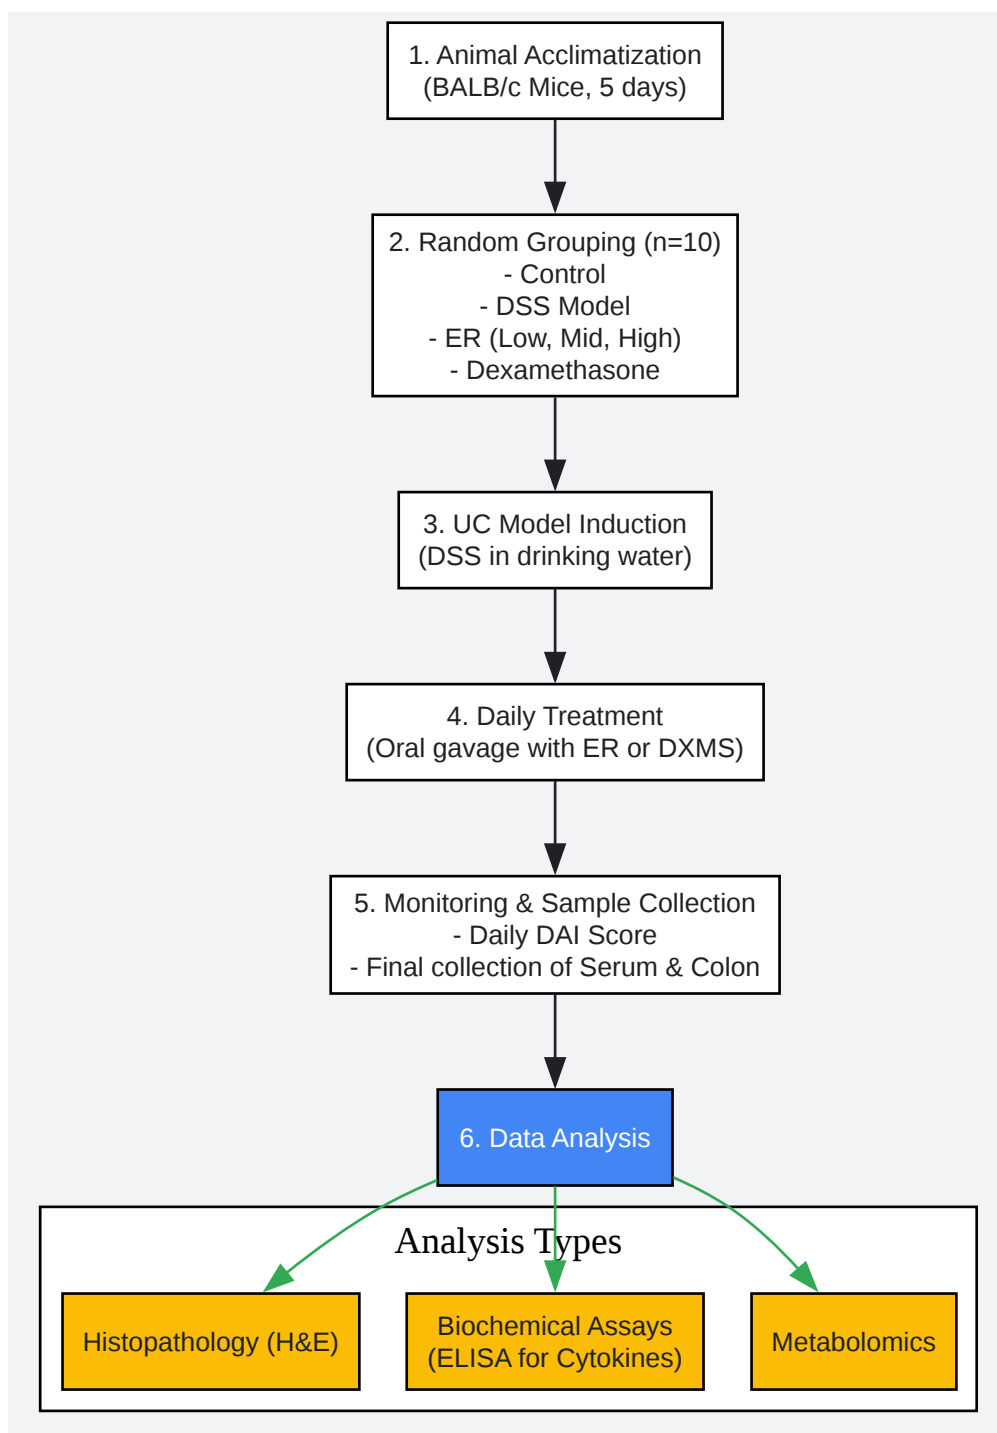 1. Animal Acclimatization
(BALB/c Mice, 5 days)
2. Random Grouping (n=10)
- Control
- DSS Model
- ER (Low, Mid, High)
- Dexamethasone
3. UC Model Induction
(DSS in drinking water)
4. Daily Treatment
(Oral gavage with ER or DXMS)
5. Monitoring & Sample Collection
- Daily DAI Score
- Final collection of Serum & Colon
6. Data Analysis
Analysis Types
Histopathology (H&E)
Biochemical Assays
(ELISA for Cytokines)
Metabolomics